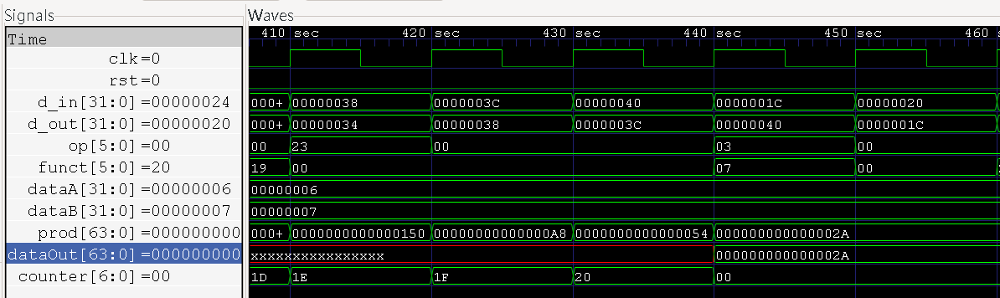 Signals Waves
Time 410 sec 420 sec 430 sec 440 sec 450 sec 460
clk=0
rst=0
d_in[31:0]=00000024 000+ 00000038 0000003C 00000040 0000001C 00000020
d_out[31:0]=00000020 000+ 00000034 00000038 0000003C 00000040 0000001C
op[5:0]=00 00 23 00 03 00
funct[5:0]=20 19 00 07 00
dataA[31:0]=00000006 00000006
dataB[31:0]=00000007 00000007
prod[63:0]=000000000 000+ 0000000000000150 00000000000000A8 0000000000000054 000000000000002A
dataOut[63:0]=000000000 xxxxxxxxxxxxxxxx 000000000000002A
counter[6:0]=00 1D 1E 1F 20 00